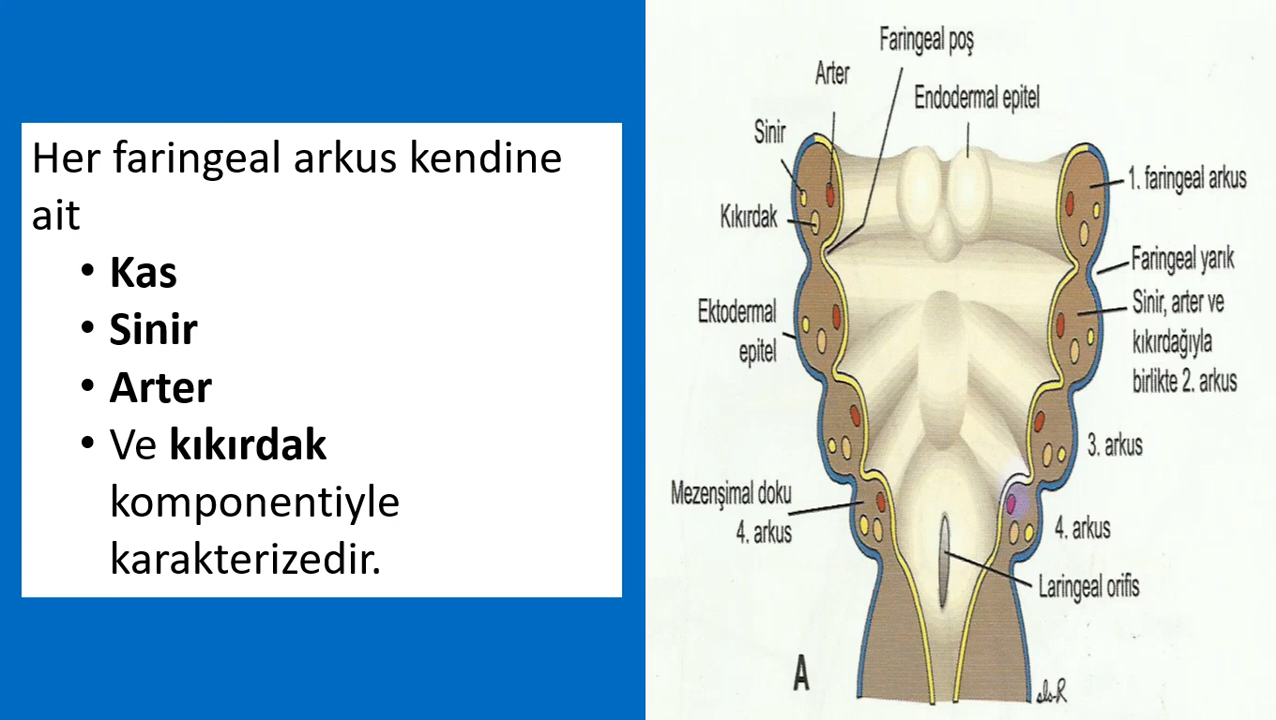 Her faringeal arkus kendine
ait
• Kas
• Sinir
• Arter
• Ve kıkırdak
komponentiyle
karakterizedir.
Faringeal poş
Arter
Endodermal epitel
Sinir
1. faringeal arkus
Kıkırdak
Faringeal yarık
Ektodermal
epitel
Sinir, arter ve
kıkırdağıyla
birlikte 2. arkus
3. arkus
Mezenşimal doku
4. arkus
4. arkus
Laringeal orifis
A